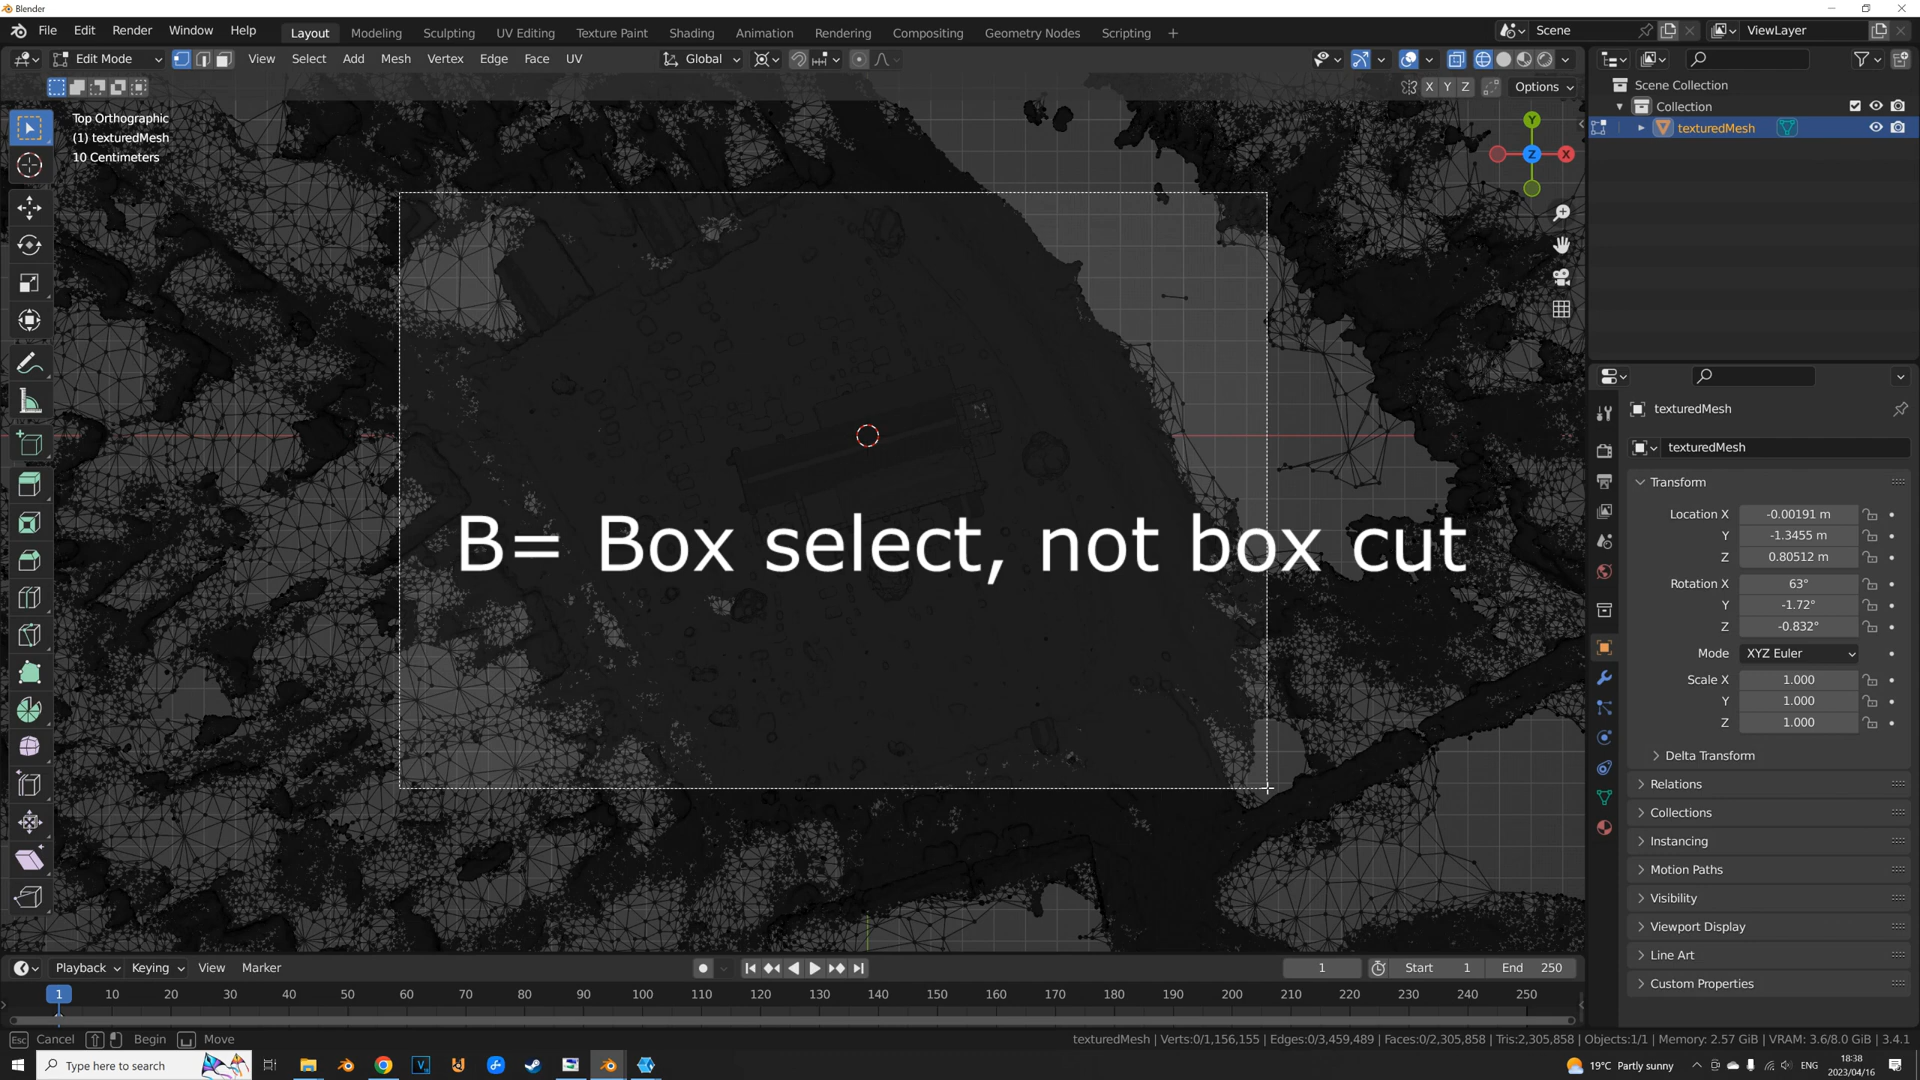 Blender
File Edit Render Window Help Layout Modeling Sculpting UV Editing Texture Paint Shading Animation Rendering Compositing Geometry Nodes Scripting + Scene ViewLayer
Edit Mode View Select Add Mesh Vertex Edge Face UV Global
X Y Z Options
Scene Collection
Collection
texturedMesh
Top Orthographic
(1) texturedMesh
10 Centimeters
Y
Z
X
B= Box select, not box cut
texturedMesh
texturedMesh
Transform
Location X -0.00191 m
Y -1.3455 m
Z 0.80512 m
Rotation X 63°
Y -1.72°
Z -0.832°
Mode XYZ Euler
Scale X 1.000
Y 1.000
Z 1.000
Delta Transform
Relations
Collections
Instancing
Motion Paths
Visibility
Viewport Display
Line Art
Custom Properties
Playback Keying View Marker 1 Start 1 End 250
1 10 20 30 40 50 60 70 80 90 100 110 120 130 140 150 160 170 180 190 200 210 220 230 240 250
Esc Cancel Begin Move texturedMesh | Verts:0/1,156,155 | Edges:0/3,459,489 | Faces:0/2,305,858 | Tris:2,305,858 | Objects:1/1 | Memory: 2.57 GiB | VRAM: 3.6/8.0 GiB | 3.4.1
Type here to search 19°C Partly sunny ENG 18:38
2023/04/16